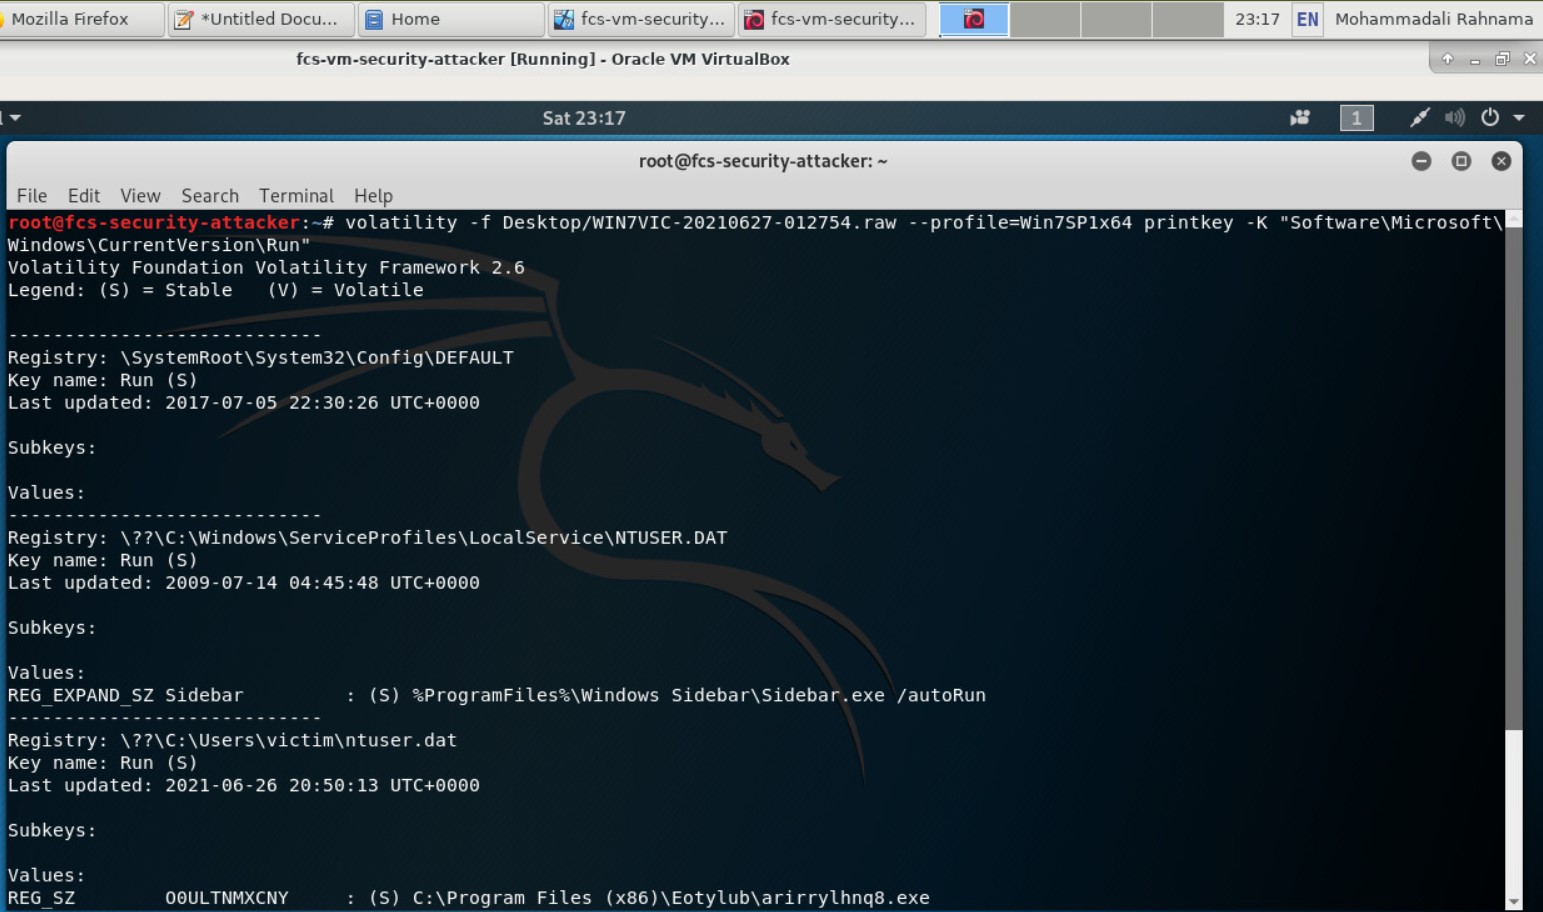 Mozilla Firefox
*Untitled Docu...
Home
fcs-vm-security...
fcs-vm-security...
23:17
EN
Mohammadali Rahnama
fcs-vm-security-attacker [Running] - Oracle VM VirtualBox
Sat 23:17
1
root@fcs-security-attacker: ~
File Edit View Search Terminal Help
root@fcs-security-attacker:~# volatility -f Desktop/WIN7VIC-20210627-012754.raw --profile=Win7SP1x64 printkey -K "Software\Microsoft\
Windows\CurrentVersion\Run"
Volatility Foundation Volatility Framework 2.6
Legend: (S) = Stable   (V) = Volatile
----------------------------
Registry: \SystemRoot\System32\Config\DEFAULT
Key name: Run (S)
Last updated: 2017-07-05 22:30:26 UTC+0000
Subkeys:
Values:
----------------------------
Registry: \??\C:\Windows\ServiceProfiles\LocalService\NTUSER.DAT
Key name: Run (S)
Last updated: 2009-07-14 04:45:48 UTC+0000
Subkeys:
Values:
REG_EXPAND_SZ Sidebar         : (S) %ProgramFiles%\Windows Sidebar\Sidebar.exe /autoRun
----------------------------
Registry: \??\C:\Users\victim\ntuser.dat
Key name: Run (S)
Last updated: 2021-06-26 20:50:13 UTC+0000
Subkeys:
Values:
REG_SZ        O0ULTNMXCNY     : (S) C:\Program Files (x86)\Eotylub\arirrylhnq8.exe